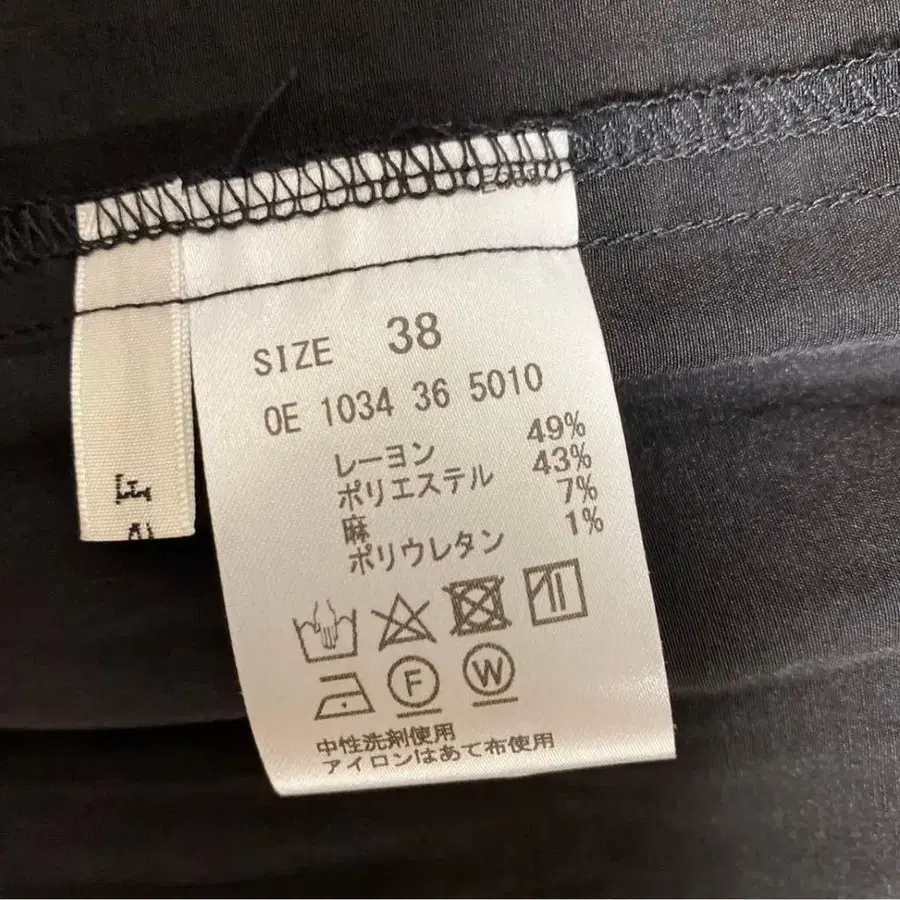 SIZE 38
OE 1034 36 5010
レーヨン 49%
ポリエステル 43%
麻 7%
ポリウレタン 1%
F W
中性洗剤使用
アイロンはあて布使用